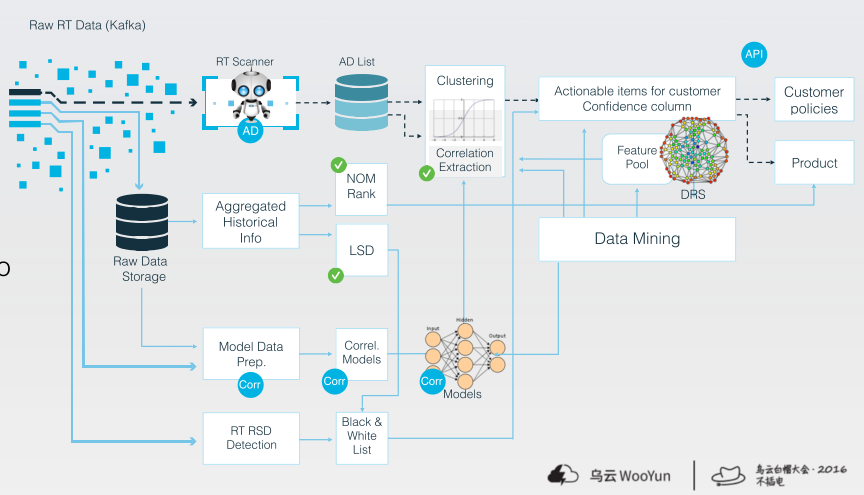 Raw RT Data (Kafka)
API
RT Scanner
AD List
AD
Clustering
Correlation
Extraction
Actionable items for customer
Confidence column
Customer
policies
Feature
Pool
DRS
Product
NOM
Rank
Aggregated
Historical
Info
LSD
Data Mining
Raw Data
Storage
o
Model Data
Prep.
Corr
Correl.
Models
Corr
Input
Hidden
Output
Corr
Models
RT RSD
Detection
Black &
White
List
乌云 WooYun
乌云白帽大会·2016
不插电